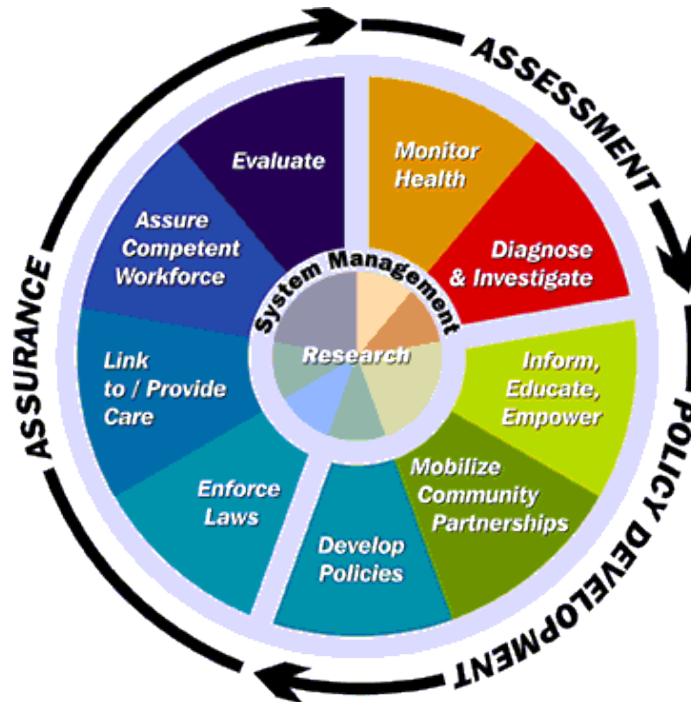 ASSESSMENT
Monitor
Health
Diagnose
& Investigate
POLICY DEVELOPMENT
Inform,
Educate,
Empower
Mobilize
Community
Partnerships
Develop
Policies
ASSURANCE
Enforce
Laws
Link
to / Provide
Care
Assure
Competent
Workforce
Evaluate
System Management
Research